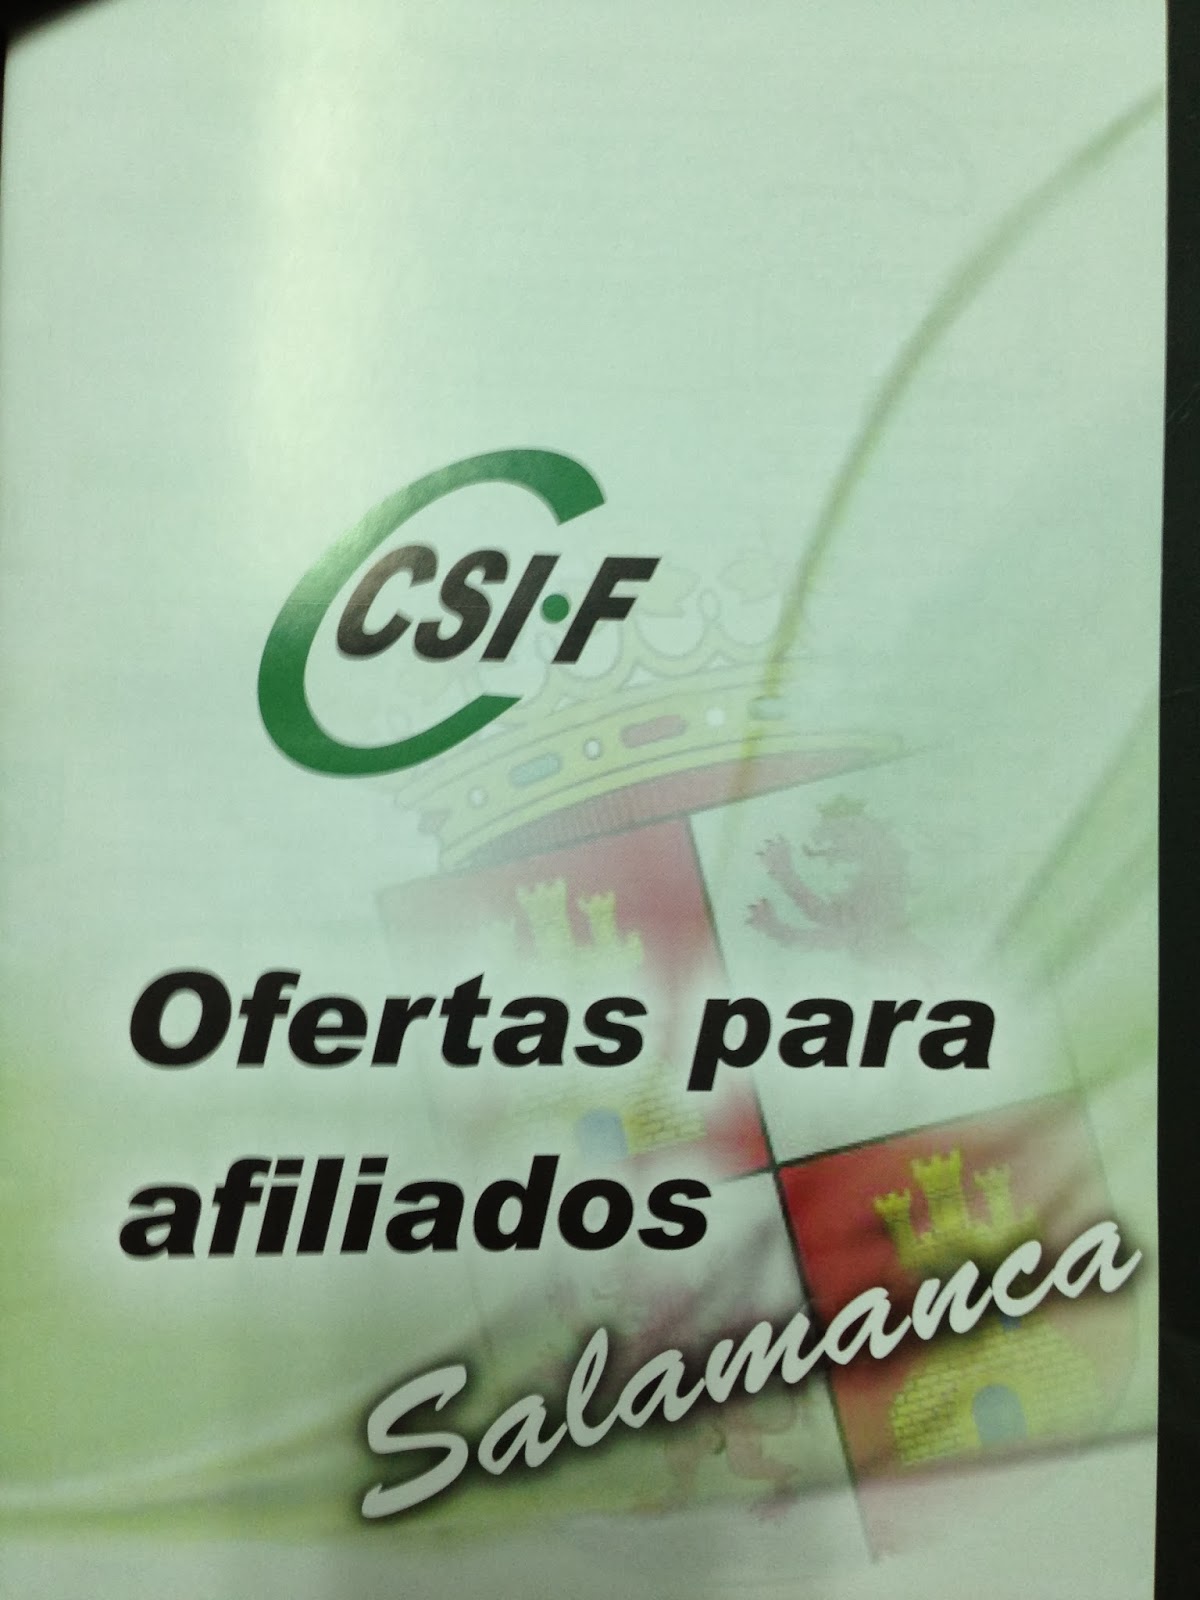 CSI·F
Ofertas para
afiliados
Salamanca